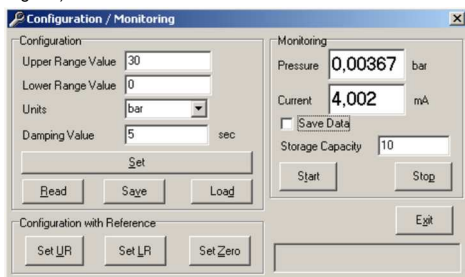 Configuration / Monitoring
Configuration
Upper Range Value 30
Lower Range Value 0
Units bar
Damping Value 5 sec
Set
Read Save Load
Configuration with Reference
Set UR Set LR Set Zero
Monitoring
Pressure 0,00367 bar
Current 4,002 mA
Save Data
Storage Capacity 10
Start Stop
Exit